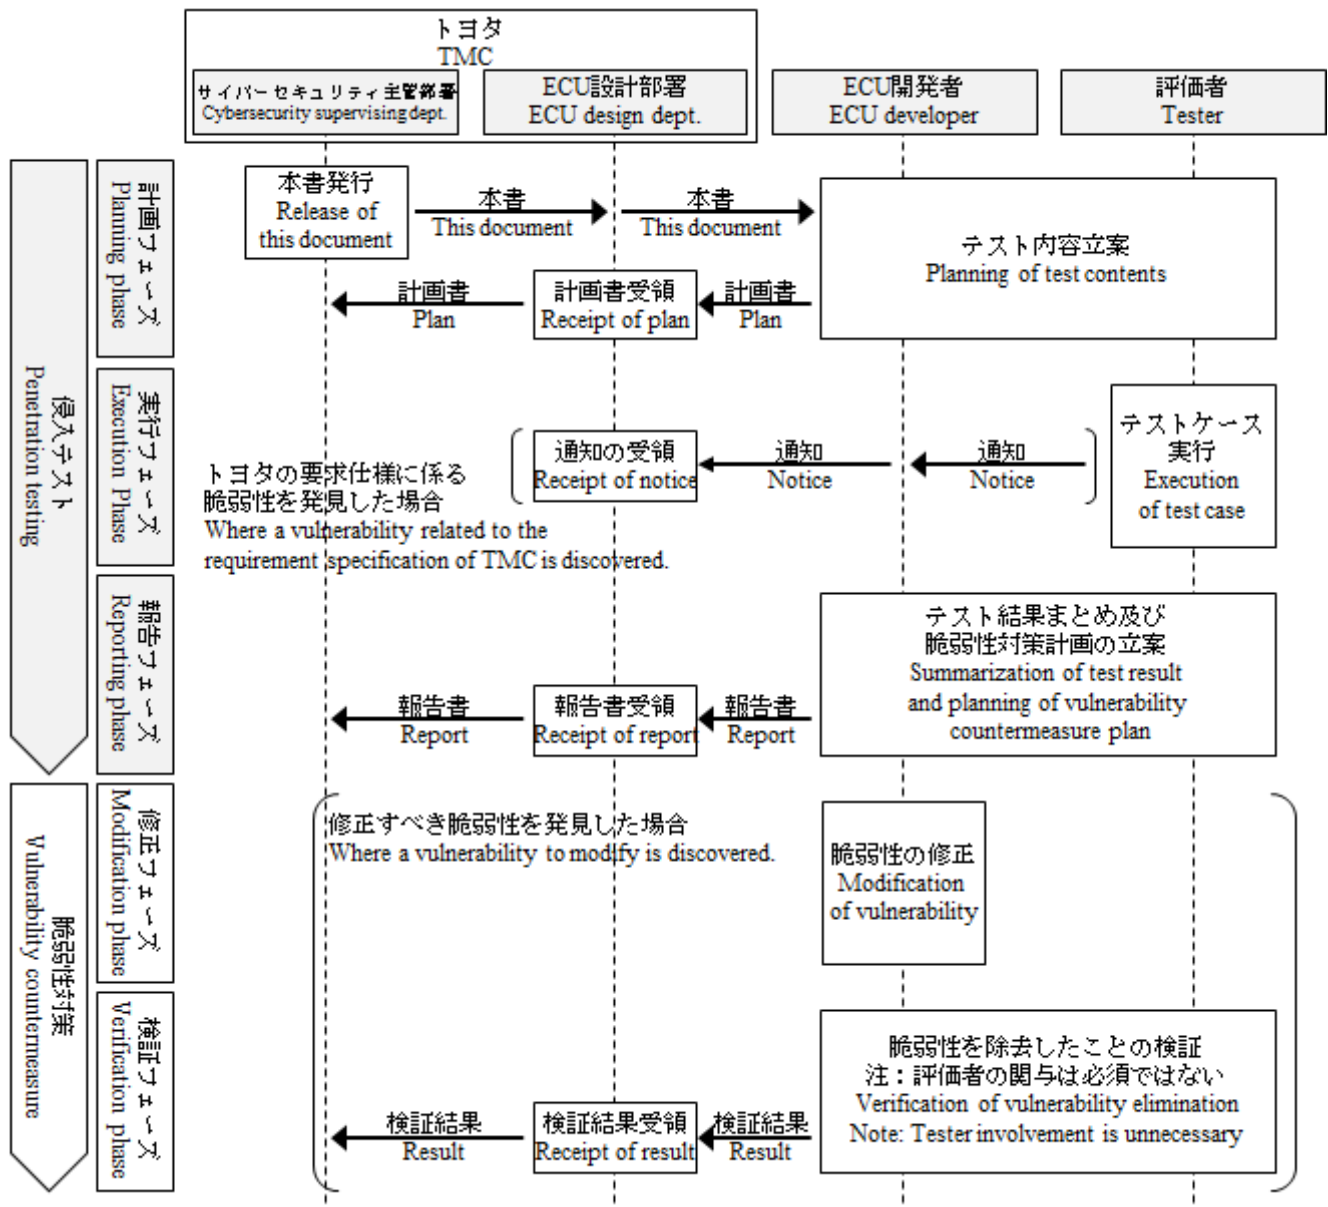 トヨタ
TMC
サイバーセキュリティ主管部署
Cybersecurity supervising dept.
ECU設計部署
ECU design dept.
ECU開発者
ECU developer
評価者
Tester
侵入テスト
Penetration testing
計画フェーズ
Planning phase
本書発行
Release of
this document
本書
This document
本書
This document
テスト内容立案
Planning of test contents
計画書
Plan
計画書受領
Receipt of plan
計画書
Plan
実行フェーズ
Execution Phase
テストケース
実行
Execution
of test case
通知の受領
Receipt of notice
通知
Notice
通知
Notice
トヨタの要求仕様に係る
脆弱性を発見した場合
Where a vulnerability related to the
requirement specification of TMC is discovered.
報告フェーズ
Reporting phase
テスト結果まとめ及び
脆弱性対策計画の立案
Summarization of test result
and planning of vulnerability
countermeasure plan
報告書
Report
報告書受領
Receipt of report
報告書
Report
脆弱性対策
Vulnerability countermeasure
修正フェーズ
Modification phase
修正すべき脆弱性を発見した場合
Where a vulnerability to modify is discovered.
脆弱性の修正
Modification
of vulnerability
検証フェーズ
Verification phase
脆弱性を除去したことの検証
注：評価者の関与は必須ではない
Verification of vulnerability elimination
Note: Tester involvement is unnecessary
検証結果
Result
検証結果受領
Receipt of result
検証結果
Result